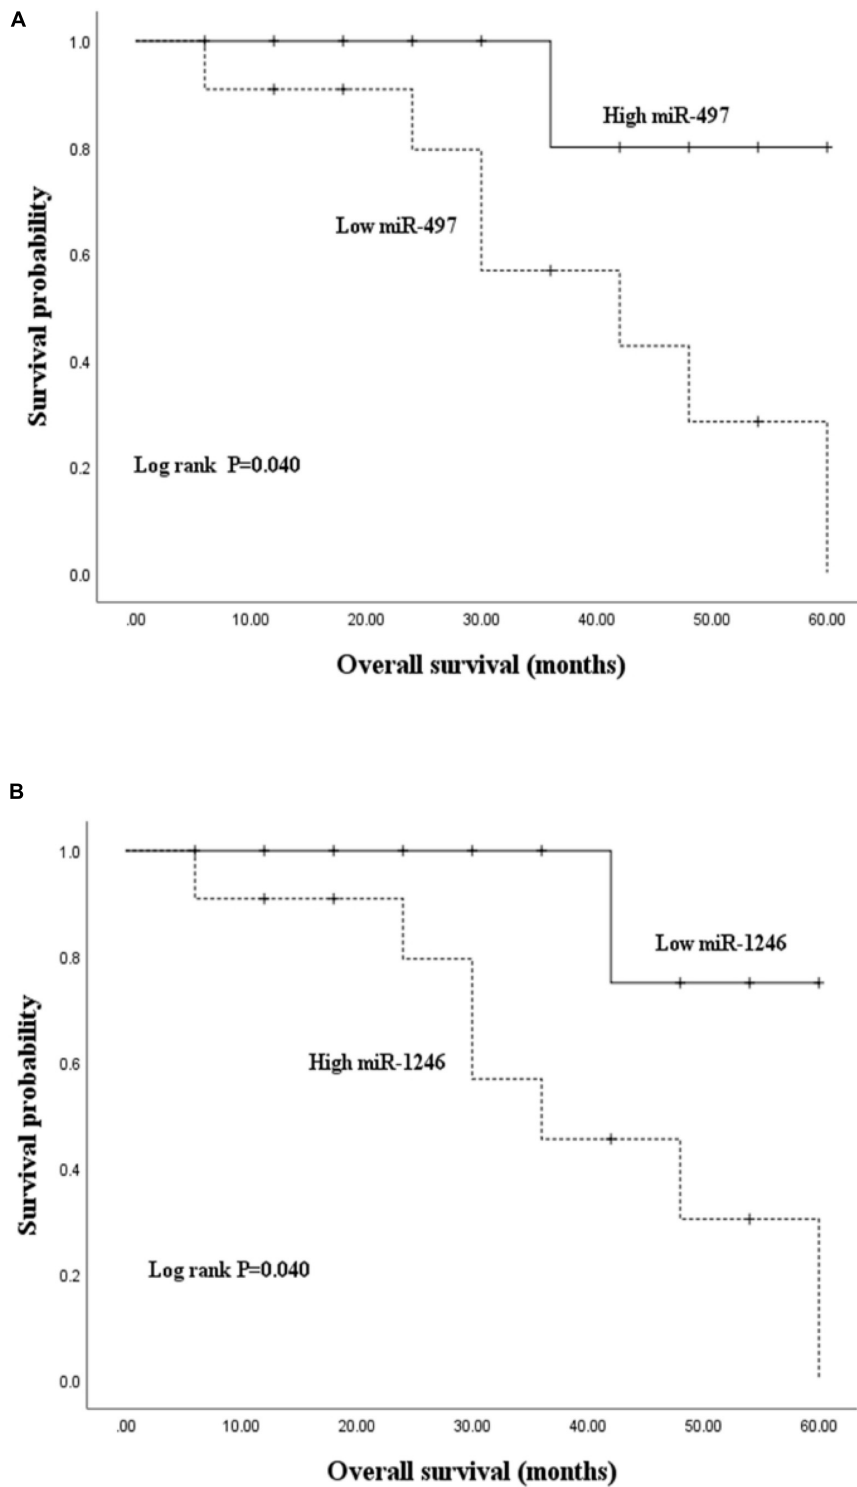 A
1.0
High miR-497
0.8
Low miR-497
0.6
0.4
Log rank P=0.040
0.2
0.0
Survival probability
.00 10.00 20.00 30.00 40.00 50.00 60.00
Overall survival (months)
B
1.0
Low miR-1246
0.8
High miR-1246
0.6
0.4
Log rank P=0.040
0.2
0.0
Survival probability
.00 10.00 20.00 30.00 40.00 50.00 60.00
Overall survival (months)